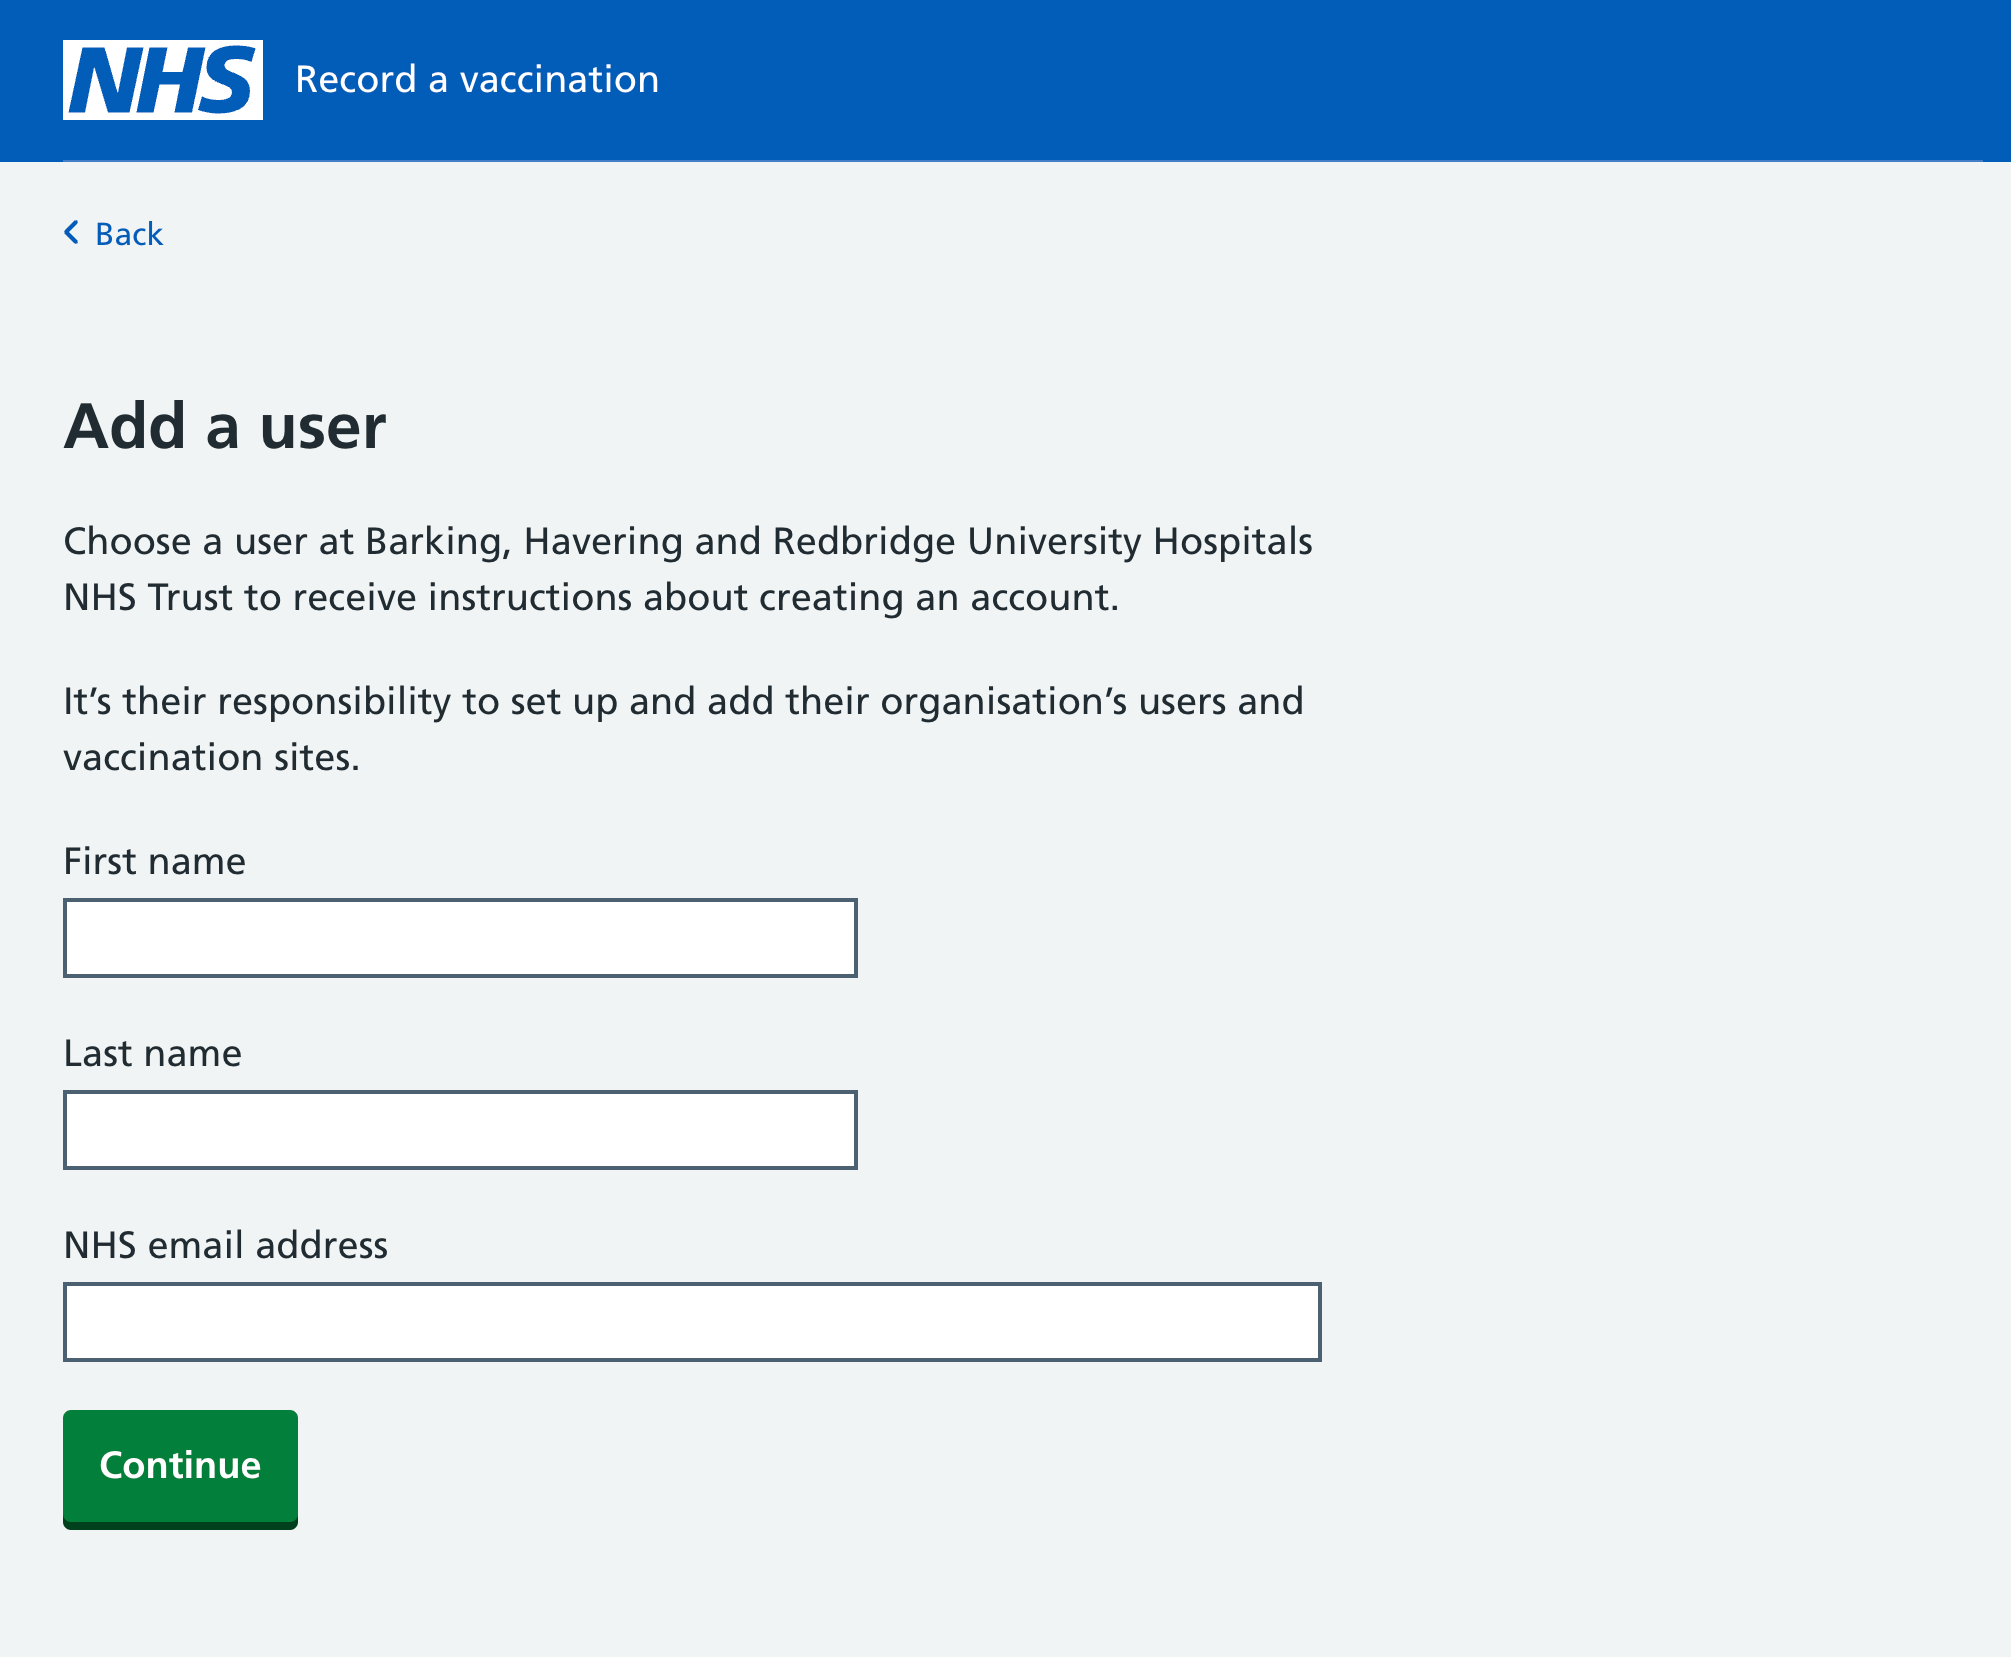 NHS Record a vaccination
Back
Add a user
Choose a user at Barking, Havering and Redbridge University Hospitals
NHS Trust to receive instructions about creating an account.
It’s their responsibility to set up and add their organisation’s users and
vaccination sites.
First name
Last name
NHS email address
Continue